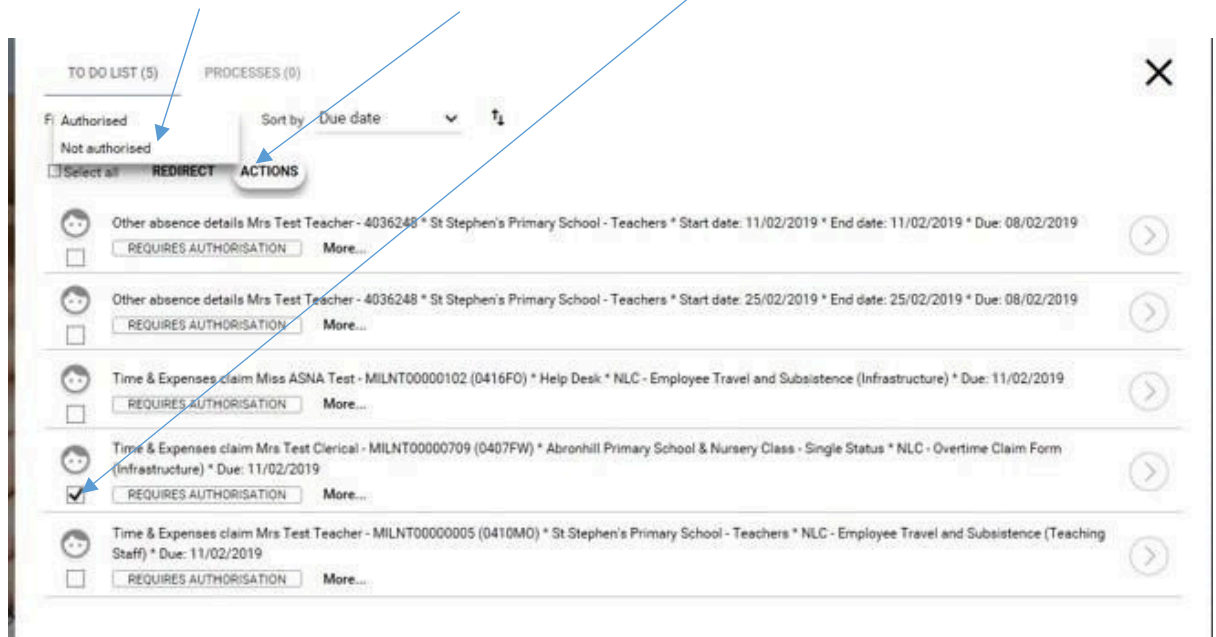 TO DO LIST (5) PROCESSES (0)
Authorised Sort by Due date
Not authorised
Select all REDIRECT ACTIONS
Other absence details Mrs Test Teacher - 4036248 * St Stephen's Primary School - Teachers * Start date: 11/02/2019 * End date: 11/02/2019 * Due: 08/02/2019
REQUIRES AUTHORISATION More...
Other absence details Mrs Test Teacher - 4036248 * St Stephen's Primary School - Teachers * Start date: 25/02/2019 * End date: 25/02/2019 * Due: 08/02/2019
REQUIRES AUTHORISATION More...
Time & Expenses claim Miss ASNA Test - MILNT00000102 (0416FO) * Help Desk * NLC - Employee Travel and Subsistence (Infrastructure) * Due: 11/02/2019
REQUIRES AUTHORISATION More...
Time & Expenses claim Mrs Test Clerical - MILNT00000709 (0407FW) * Abronhill Primary School & Nursery Class - Single Status * NLC - Overtime Claim Form
(Infrastructure) * Due: 11/02/2019
REQUIRES AUTHORISATION More...
Time & Expenses claim Mrs Test Teacher - MILNT00000005 (0410MO) * St Stephen's Primary School - Teachers * NLC - Employee Travel and Subsistence (Teaching
Staff) * Due: 11/02/2019
REQUIRES AUTHORISATION More...